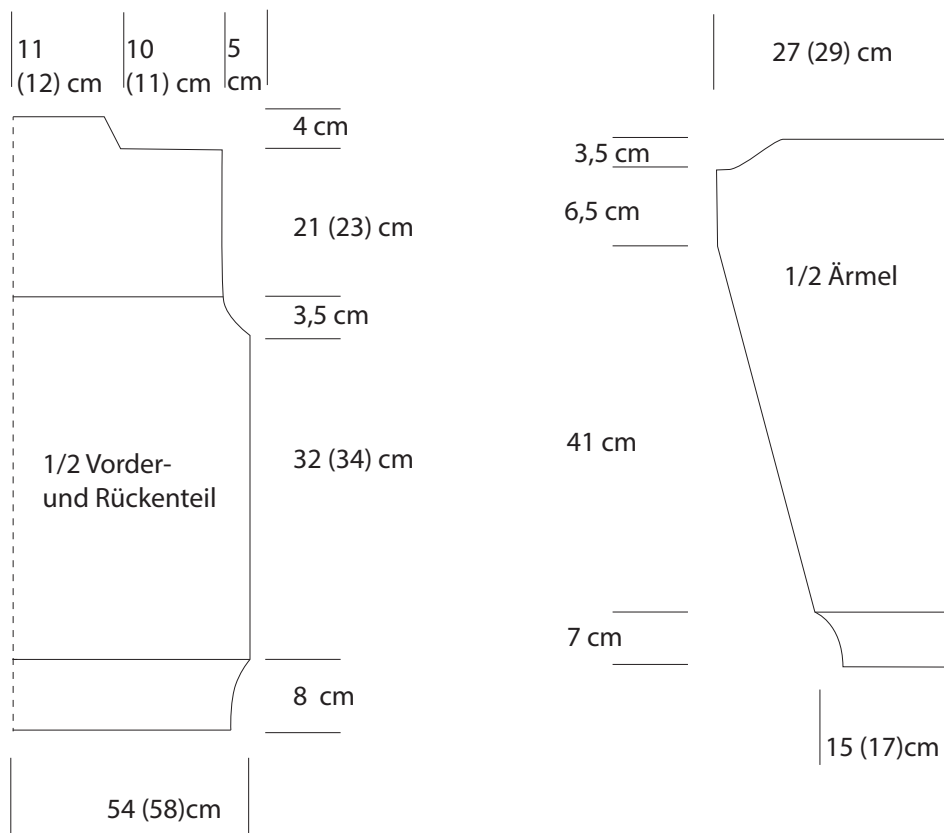 11
(12) cm
10
(11) cm
5
cm
4 cm
21 (23) cm
3,5 cm
32 (34) cm
8 cm
1/2 Vorder-
und Rückenteil
54 (58)cm
27 (29) cm
3,5 cm
6,5 cm
1/2 Ärmel
41 cm
7 cm
15 (17)cm